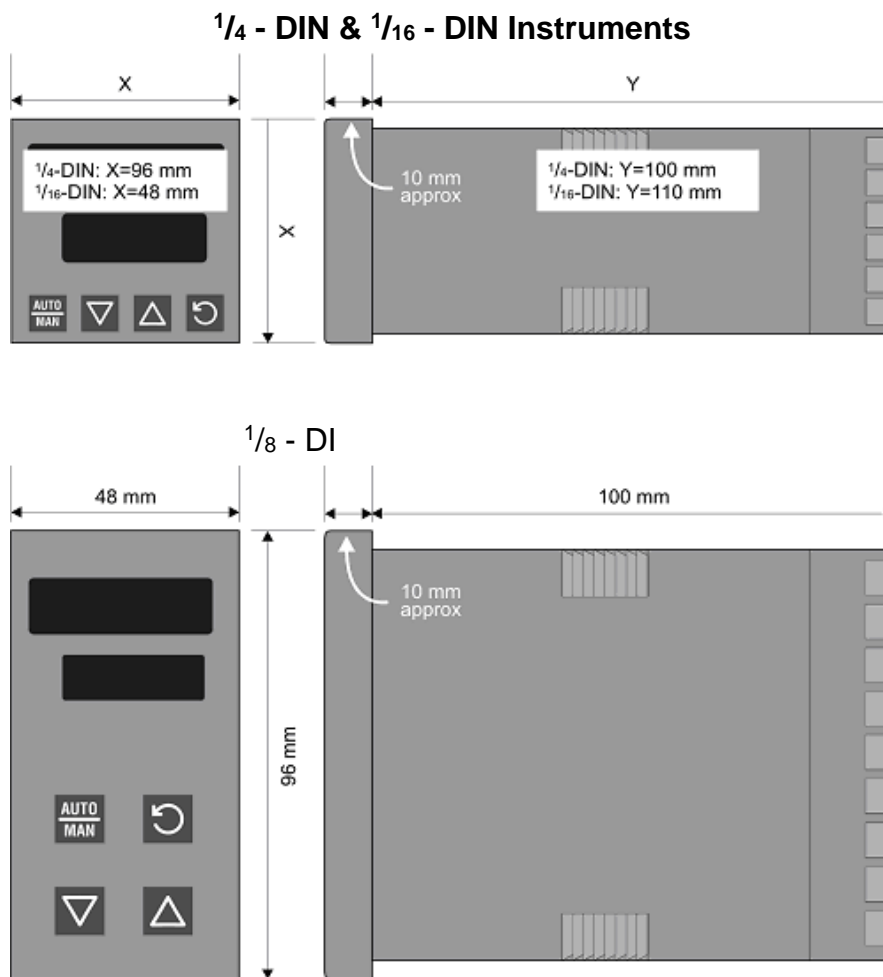 ¹/₄ - DIN & ¹/₁₆ - DIN Instruments
X
Y
¹/₄-DIN: X=96 mm
¹/₁₆-DIN: X=48 mm
10 mm
approx
¹/₄-DIN: Y=100 mm
¹/₁₆-DIN: Y=110 mm
X
AUTO
MAN
¹/₈ - DI
48 mm
100 mm
10 mm
approx
96 mm
AUTO
MAN